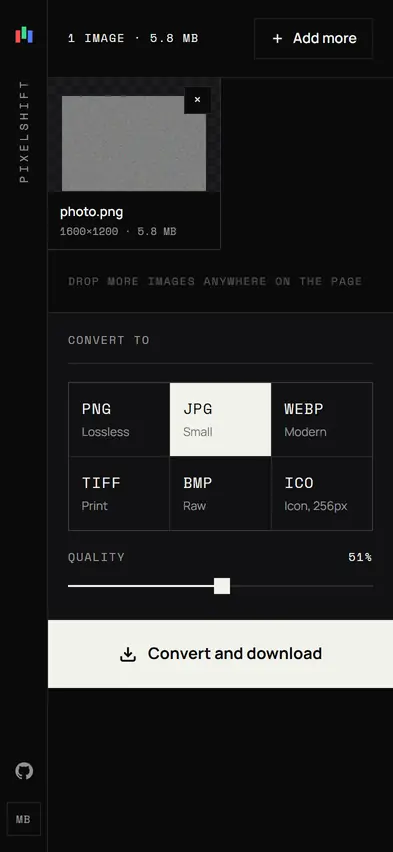 PIXELSHIFT
1 IMAGE · 5.8 MB
+ Add more
×
photo.png
1600×1200 · 5.8 MB
DROP MORE IMAGES ANYWHERE ON THE PAGE
CONVERT TO
PNG
Lossless
JPG
Small
WEBP
Modern
TIFF
Print
BMP
Raw
ICO
Icon, 256px
QUALITY 51%
Convert and download
MB